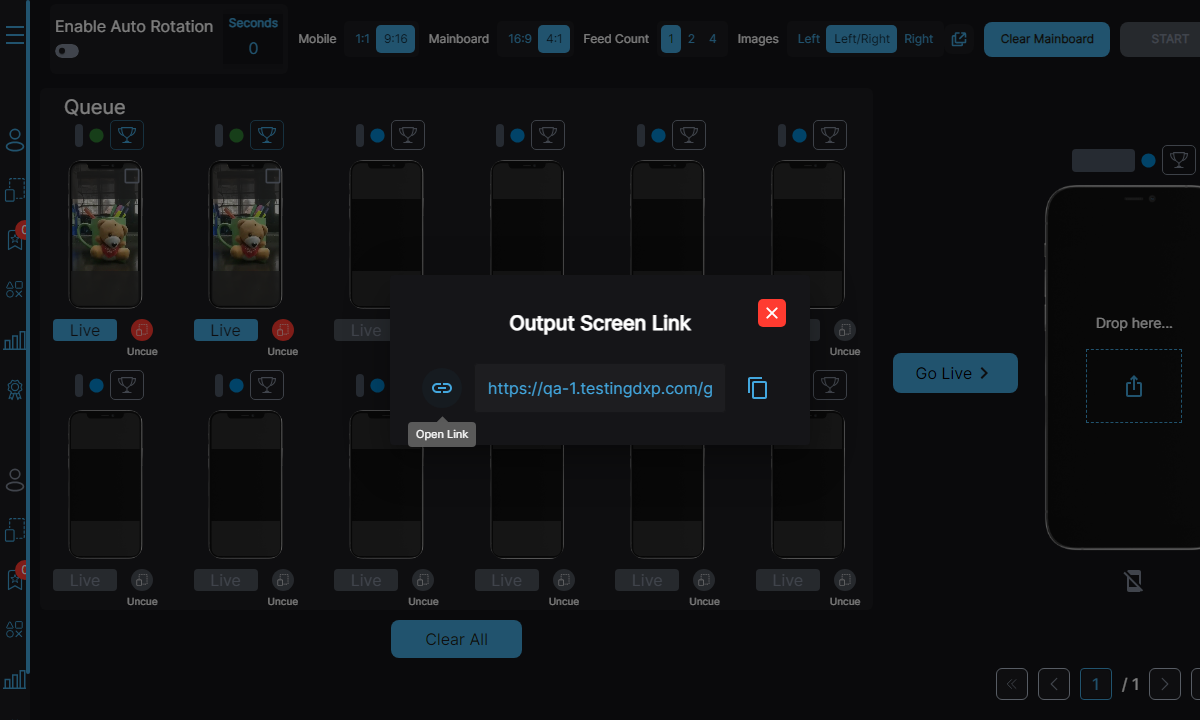 Enable Auto Rotation
Seconds
0
Mobile 1:1 9:16 Mainboard 16:9 4:1 Feed Count 1 2 4 Images Left Left/Right Right
Clear Mainboard
START
Queue
Live Live Live
Uncue Uncue Uncue
Output Screen Link
https://qa-1.testingdxp.com/g
Open Link
Go Live
Drop here...
Live Live Live Live Live Live
Uncue Uncue Uncue Uncue Uncue Uncue
Clear All
1 / 1